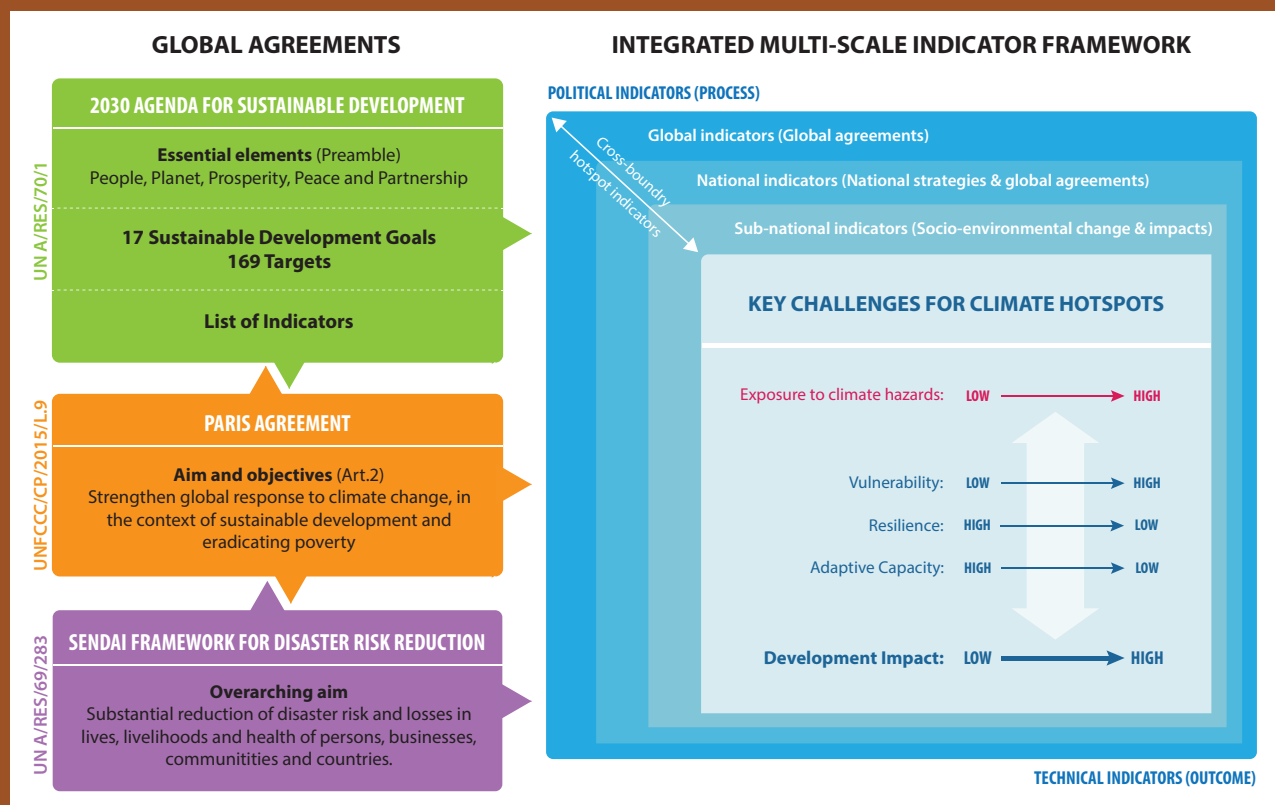 GLOBAL AGREEMENTS
UN A/RES/70/1
2030 AGENDA FOR SUSTAINABLE DEVELOPMENT
Essential elements (Preamble)
People, Planet, Prosperity, Peace and Partnership
17 Sustainable Development Goals
169 Targets
List of Indicators
UNFCCC/CP/2015/L.9
PARIS AGREEMENT
Aim and objectives (Art.2)
Strengthen global response to climate change, in
the context of sustainable development and
eradicating poverty
UN A/RES/69/283
SENDAI FRAMEWORK FOR DISASTER RISK REDUCTION
Overarching aim
Substantial reduction of disaster risk and losses in
lives, livelihoods and health of persons, businesses,
communitities and countries.
INTEGRATED MULTI-SCALE INDICATOR FRAMEWORK
POLITICAL INDICATORS (PROCESS)
Global indicators (Global agreements)
Cross-boundry
hotspot indicators
National indicators (National strategies & global agreements)
Sub-national indicators (Socio-environmental change & impacts)
KEY CHALLENGES FOR CLIMATE HOTSPOTS
Exposure to climate hazards: LOW HIGH
Vulnerability: LOW HIGH
Resilience: HIGH LOW
Adaptive Capacity: HIGH LOW
Development Impact: LOW HIGH
TECHNICAL INDICATORS (OUTCOME)